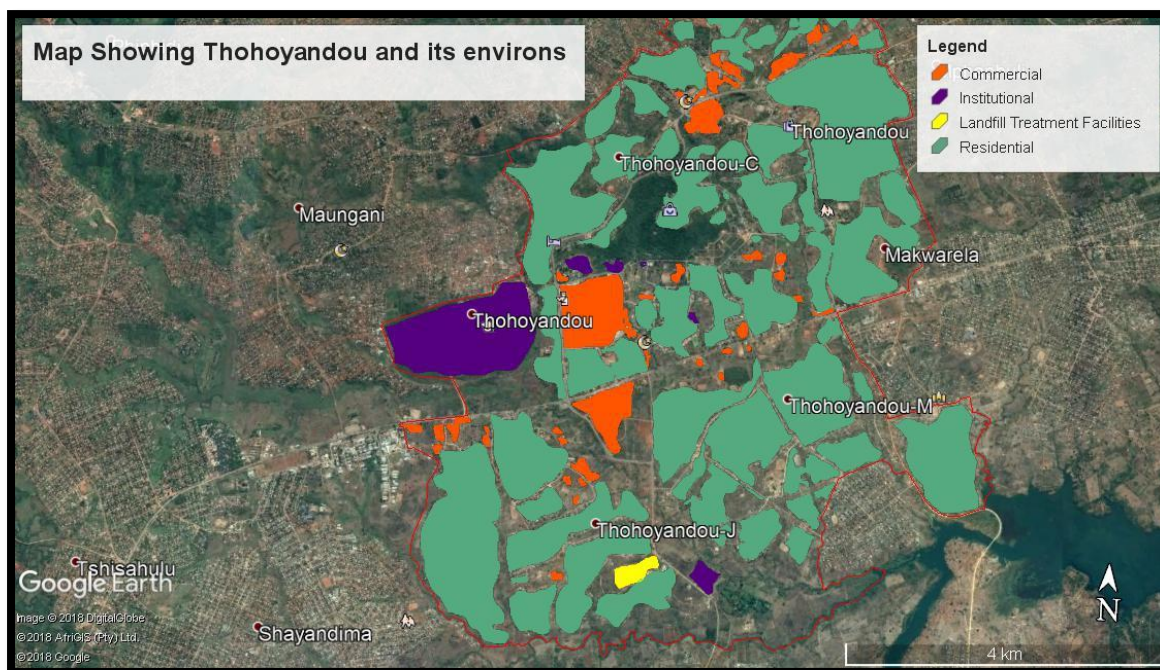 Map Showing Thohoyandou and its environs
Legend
Commercial
Institutional
Landfill Treatment Facilities
Residential
Thohoyandou
Thohoyandou-C
Maungani
Makwarela
Thohoyandou
Thohoyandou-M
Thohoyandou-J
Tshisahulu
Google Earth
Image © 2018 DigitalGlobe
© 2018 AfriGIS (Pty) Ltd.
© 2018 Google
Shayandima
N
4 km